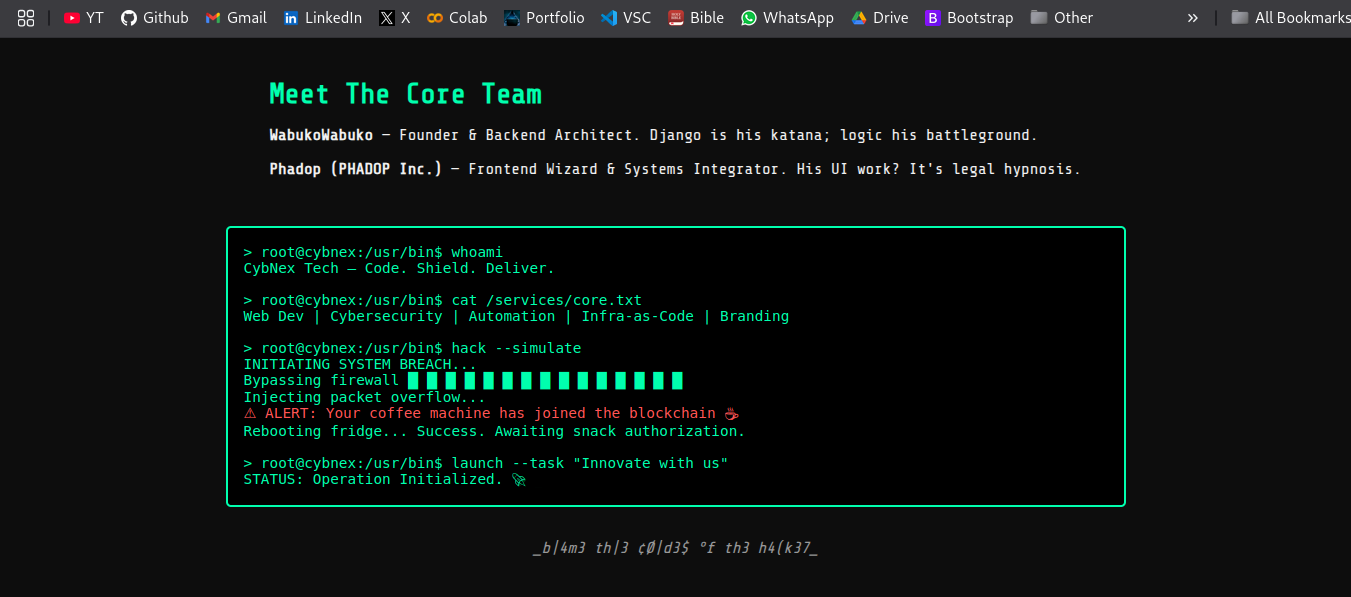 YT Github Gmail LinkedIn X Colab Portfolio VSC Bible WhatsApp Drive Bootstrap Other » All Bookmarks
Meet The Core Team
WabukoWabuko — Founder & Backend Architect. Django is his katana; logic his battleground.
Phadop (PHADOP Inc.) — Frontend Wizard & Systems Integrator. His UI work? It's legal hypnosis.
> root@cybnex:/usr/bin$ whoami
CybNex Tech — Code. Shield. Deliver.
> root@cybnex:/usr/bin$ cat /services/core.txt
Web Dev | Cybersecurity | Automation | Infra-as-Code | Branding
> root@cybnex:/usr/bin$ hack --simulate
INITIATING SYSTEM BREACH...
Bypassing firewall █ █ █ █ █ █ █ █ █ █ █ █ █ █ █
Injecting packet overflow...
⚠ ALERT: Your coffee machine has joined the blockchain ☕
Rebooting fridge... Success. Awaiting snack authorization.
> root@cybnex:/usr/bin$ launch --task "Innovate with us"
STATUS: Operation Initialized. 🚀
_b|4m3 th|3 ¢Ø|d3$ °f th3 h4(k37_